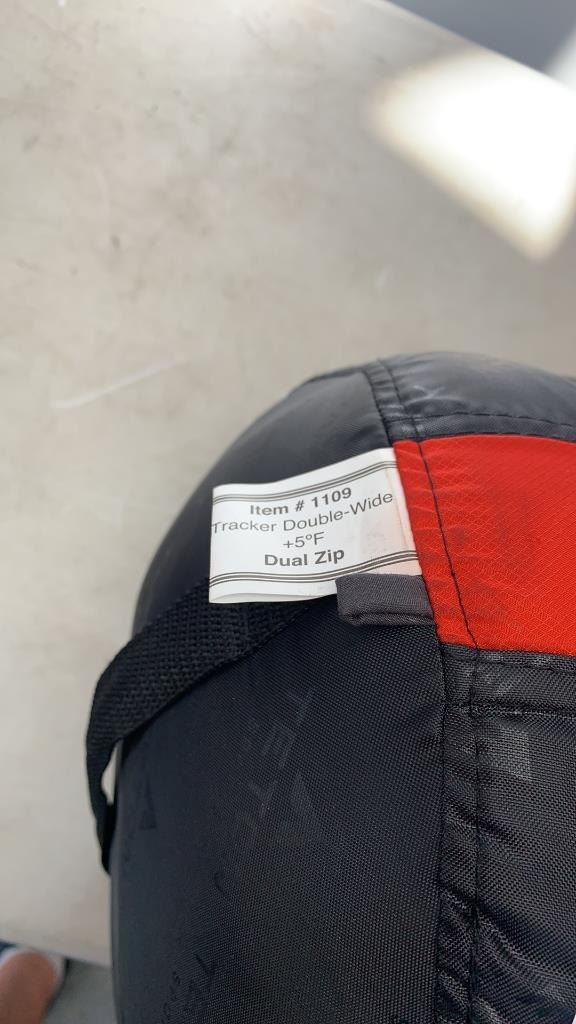 Item # 1109
Tracker Double-Wide
+5°F
Dual Zip